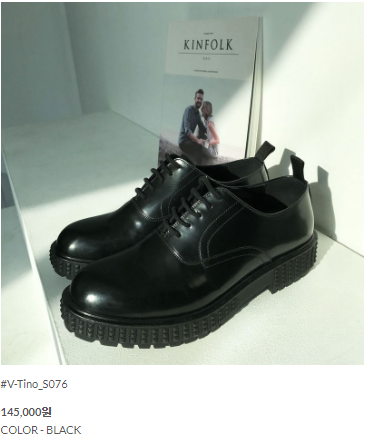 KINFOLK
#V-Tino_S076
145,000원
COLOR - BLACK